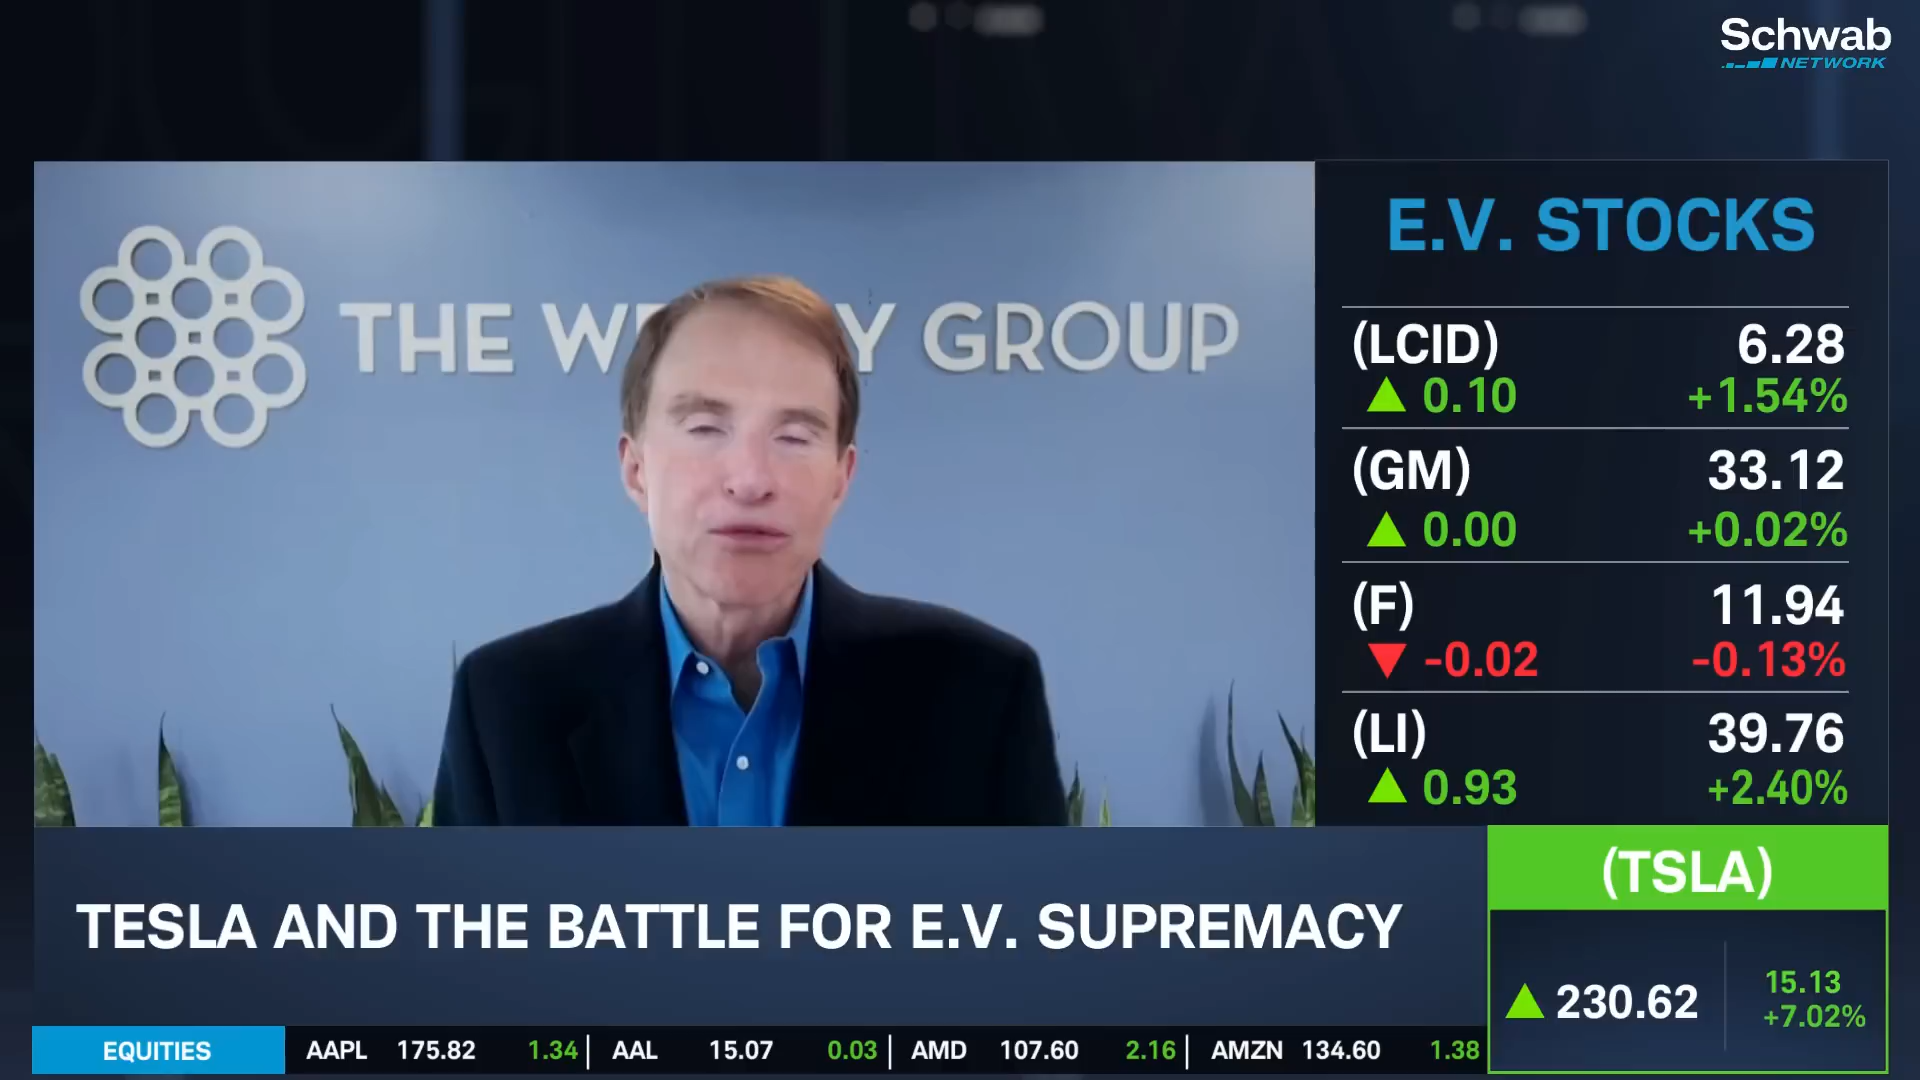 Schwab
NETWORK
THE W Y GROUP
E.V. STOCKS
(LCID) 6.28
▲ 0.10 +1.54%
(GM) 33.12
▲ 0.00 +0.02%
(F) 11.94
▼ -0.02 -0.13%
(LI) 39.76
▲ 0.93 +2.40%
TESLA AND THE BATTLE FOR E.V. SUPREMACY
(TSLA)
▲ 230.62 15.13
+7.02%
EQUITIES AAPL 175.82 1.34 | AAL 15.07 0.03 | AMD 107.60 2.16 | AMZN 134.60 1.38